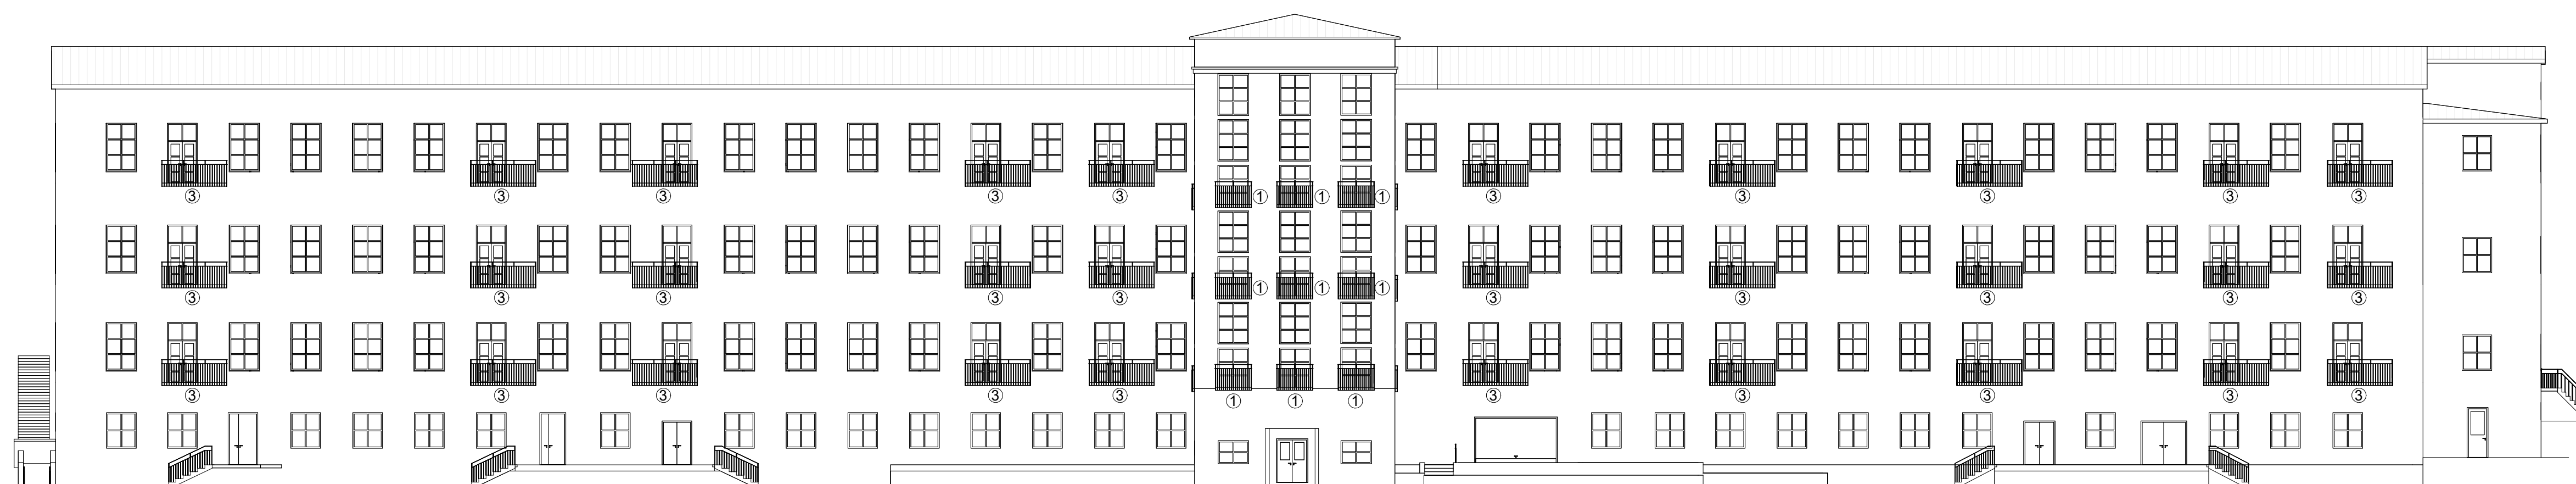 ③ ③ ③ ③ ③ ① ① ① ③ ③ ③ ③ ③
③ ③ ③ ③ ③ ① ① ① ③ ③ ③ ③ ③
③ ③ ③ ③ ③ ③ ③ ③ ③ ③
① ① ①